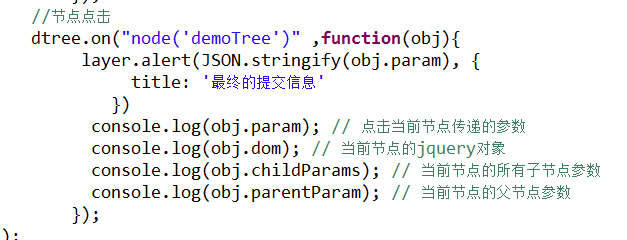 //节点点击
dtree.on("node('demoTree')" ,function(obj){
layer.alert(JSON.stringify(obj.param), {
title: '最终的提交信息'
})
console.log(obj.param); // 点击当前节点传递的参数
console.log(obj.dom); // 当前节点的jquery对象
console.log(obj.childParams); // 当前节点的所有子节点参数
console.log(obj.parentParam); // 当前节点的父节点参数
});
);